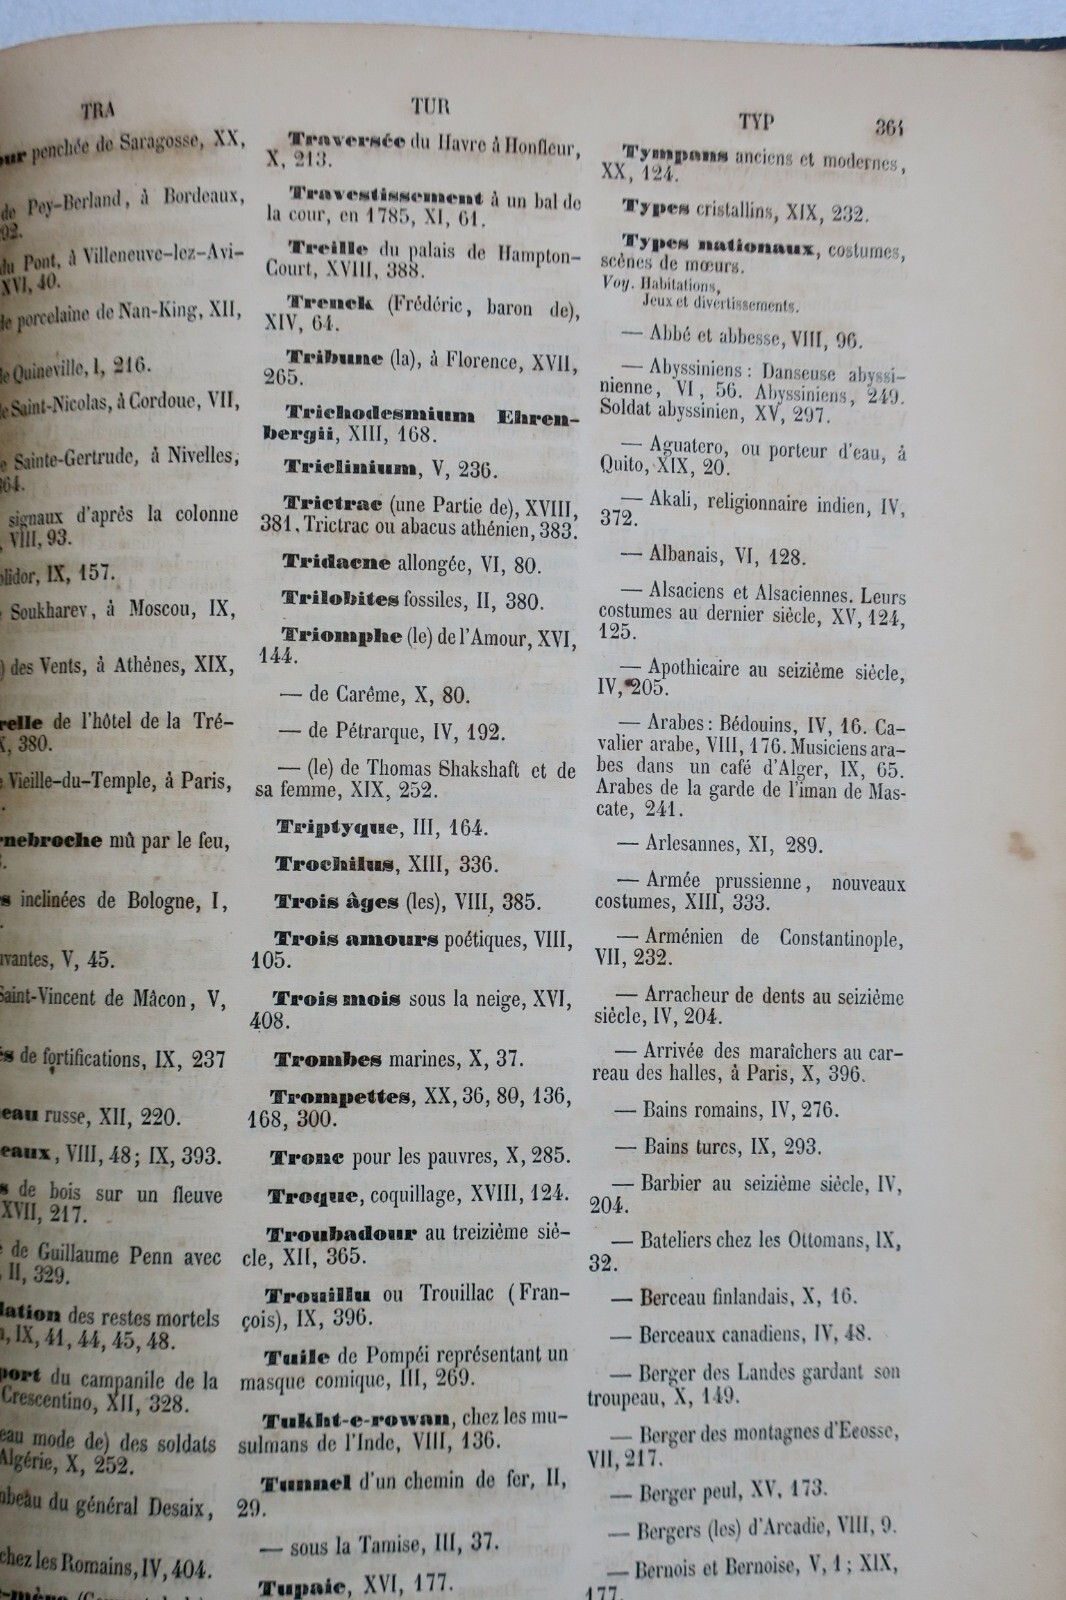 TRA
penchée de Saragosse, XX,
de Pey-Berland, à Bordeaux,
92.
du Pont, à Villeneuve-lez-Avi-
XVI, 40.
de porcelaine de Nan-King, XII,
de Quineville, I, 216.
de Saint-Nicolas, à Cordoue, VII,
Sainte-Gertrude, à Nivelles,
364.
signaux d'après la colonne
VIII, 93.
IX, 157.
Soukharev, à Moscou, IX,
des Vents, à Athènes, XIX,
relle de l'hôtel de la Tré-
X, 380.
Vieille-du-Temple, à Paris,
nebroche mû par le feu,
inclinées de Bologne, I,
vantes, V, 45.
Saint-Vincent de Mâcon, V,
de fortifications, IX, 237
eau russe, XII, 220.
eaux, VIII, 48; IX, 393.
de bois sur un fleuve
XVII, 217.
de Guillaume Penn avec
II, 329.
lation des restes mortels
IX, 41, 44, 45, 48.
port du campanile de la
Crescentino, XII, 328.
eau mode de) des soldats
Algérie, X, 252.
beau du général Desaix,
chez les Romains, IV, 404.
TUR
Traversée du Havre à Honfleur,
X, 213.
Travestissement à un bal de
la cour, en 1785, XI, 61.
Treille du palais de Hampton-
Court, XVIII, 388.
Trenck (Frédéric, baron de),
XIV, 64.
Tribune (la), à Florence, XVII,
265.
Trichodesmium Ehren-
bergii, XIII, 168.
Triclinium, V, 236.
Trictrac (une Partie de), XVIII,
381. Trictrac ou abacus athénien, 383.
Tridacne allongée, VI, 80.
Trilobites fossiles, II, 380.
Triomphe (le) de l'Amour, XVI,
144.
— de Carême, X, 80.
— de Pétrarque, IV, 192.
— (le) de Thomas Shakshaft et de
sa femme, XIX, 252.
Triptyque, III, 164.
Trochilus, XIII, 336.
Trois âges (les), VIII, 385.
Trois amours poétiques, VIII,
105.
Trois mois sous la neige, XVI,
408.
Trombes marines, X, 37.
Trompettes, XX, 36, 80, 136,
168, 300.
Tronc pour les pauvres, X, 285.
Troque, coquillage, XVIII, 124.
Troubadour au treizième siè-
cle, XII, 365.
Trouillu ou Trouillac (Fran-
çois), IX, 396.
Tuile de Pompéi représentant un
masque comique, III, 269.
Tukht-e-rowan, chez les mu-
sulmans de l'Inde, VIII, 136.
Tunnel d'un chemin de fer, II,
29.
— sous la Tamise, III, 37.
Tupaie, XVI, 177.
TYP 361
Tympans anciens et modernes,
XX, 124.
Types cristallins, XIX, 232.
Types nationaux, costumes,
scènes de mœurs.
Voy. Habitations,
Jeux et divertissements.
— Abbé et abbesse, VIII, 96.
— Abyssiniens: Danseuse abyssi-
nienne, VI, 56. Abyssiniens, 249.
Soldat abyssinien, XV, 297.
— Aguatero, ou porteur d'eau, à
Quito, XIX, 20.
— Akali, religionnaire indien, IV,
372.
— Albanais, VI, 128.
— Alsaciens et Alsaciennes. Leurs
costumes au dernier siècle, XV, 124,
125.
— Apothicaire au seizième siècle,
IV, 205.
— Arabes: Bédouins, IV, 16. Ca-
valier arabe, VIII, 176. Musiciens ara-
bes dans un café d'Alger, IX, 65.
Arabes de la garde de l'iman de Mas-
cate, 241.
— Arlesannes, XI, 289.
— Armée prussienne, nouveaux
costumes, XIII, 333.
— Arménien de Constantinople,
VII, 232.
— Arracheur de dents au seizième
siècle, IV, 204.
— Arrivée des maraîchers au car-
reau des halles, à Paris, X, 396.
— Bains romains, IV, 276.
— Bains turcs, IX, 293.
— Barbier au seizième siècle, IV,
204.
— Bateliers chez les Ottomans, IX,
32.
— Berceau finlandais, X, 16.
— Berceaux canadiens, IV, 48.
— Berger des Landes gardant son
troupeau, X, 149.
— Berger des montagnes d'Ecosse,
VII, 217.
— Berger peul, XV, 173.
— Bergers (les) d'Arcadie, VIII, 9.
— Bernois et Bernoise, V, 1; XIX,
177.